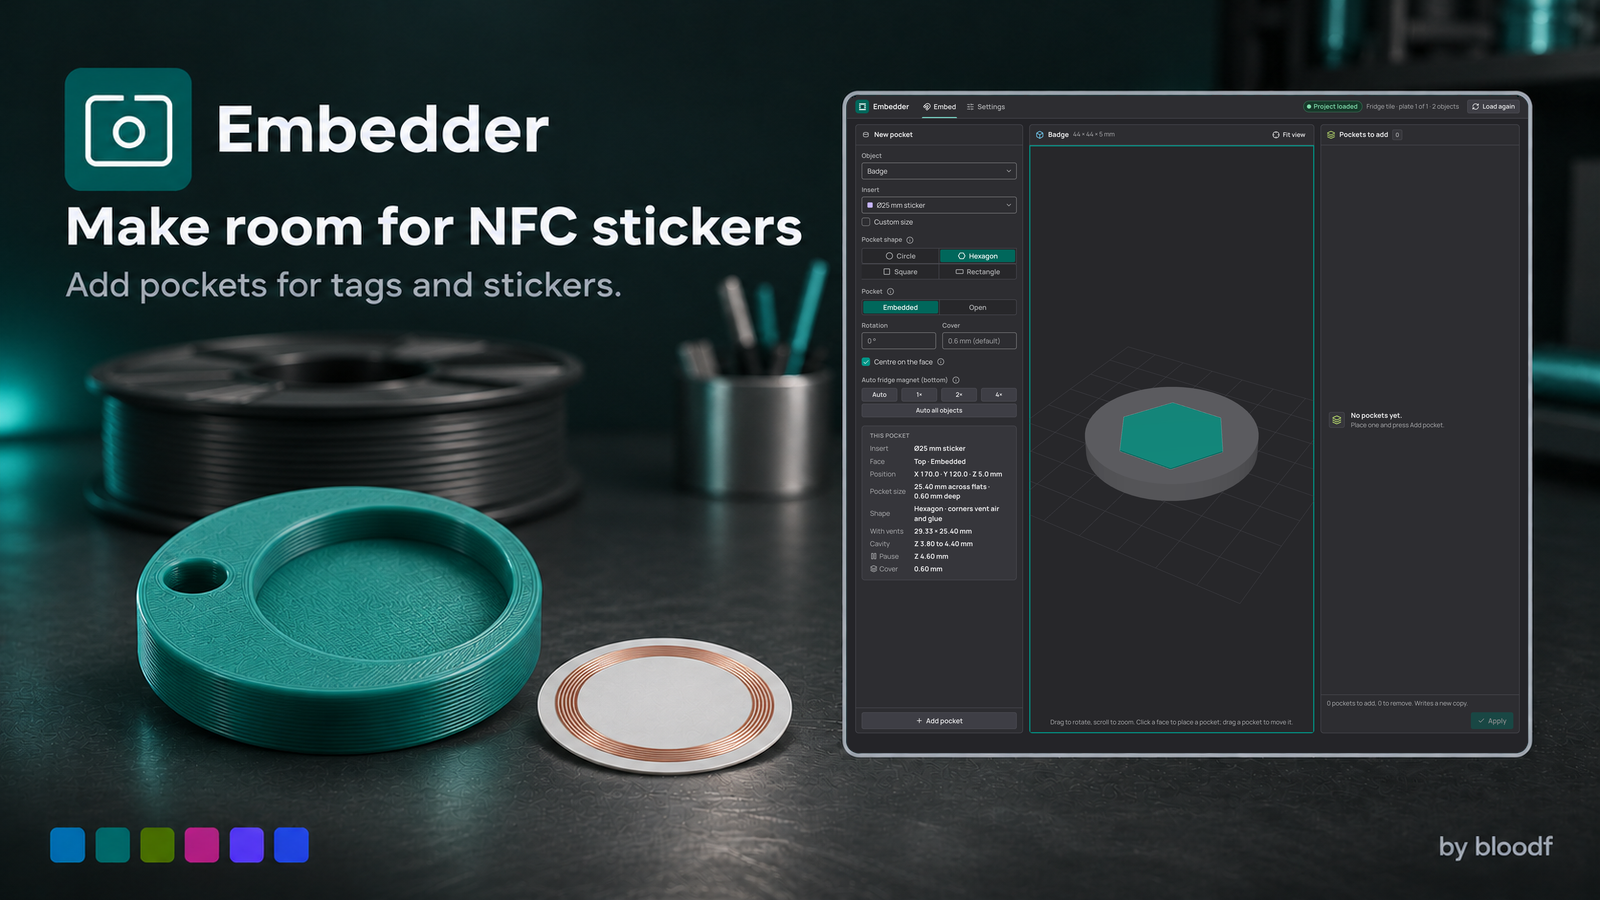 Embedder
Make room for NFC stickers
Add pockets for tags and stickers.
Embedder
Embed
Settings
Project loaded
Fridge tile · plate 1 of 1 · 2 objects
Load again
New pocket
Object
Badge
Insert
Ø25 mm sticker
Custom size
Pocket shape
Circle
Hexagon
Square
Rectangle
Pocket
Embedded
Open
Rotation
Cover
0 °
0.6 mm (default)
Centre on the face
Auto fridge magnet (bottom)
Auto
1×
2×
4×
Auto all objects
THIS POCKET
Insert Ø25 mm sticker
Face Top · Embedded
Position X 170.0 · Y 120.0 · Z 5.0 mm
Pocket size 25.40 mm across flats ·
0.60 mm deep
Shape Hexagon · corners vent air
and glue
With vents 29.33 × 25.40 mm
Cavity Z 3.80 to 4.40 mm
Pause Z 4.60 mm
Cover 0.60 mm
Add pocket
Badge 44 × 44 × 5 mm
Fit view
Drag to rotate, scroll to zoom. Click a face to place a pocket; drag a pocket to move it.
Pockets to add 0
No pockets yet.
Place one and press Add pocket.
0 pockets to add, 0 to remove. Writes a new copy.
Apply
by bloodf